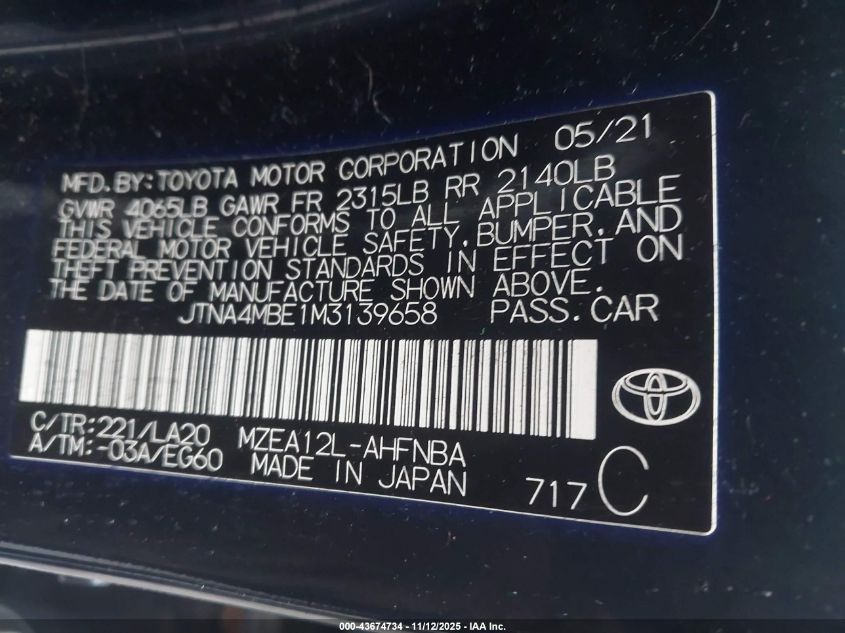 MFD.BY:TOYOTA MOTOR CORPORATION 05/21
GVWR 4065LB GAWR FR 2315LB RR 2140LB
THIS VEHICLE CONFORMS TO ALL APPLICABLE
FEDERAL MOTOR VEHICLE SAFETY,BUMPER,AND
THEFT PREVENTION STANDARDS IN EFFECT ON
THE DATE OF MANUFACTURE SHOWN ABOVE.
JTNA4MBE1M3139658 PASS.CAR
C/TR:221/LA20 MZEA12L-AHFNBA
A/TM:-03A/EG60 MADE IN JAPAN
717 C
000-43674734 - 11/12/2025 - IAA Inc.